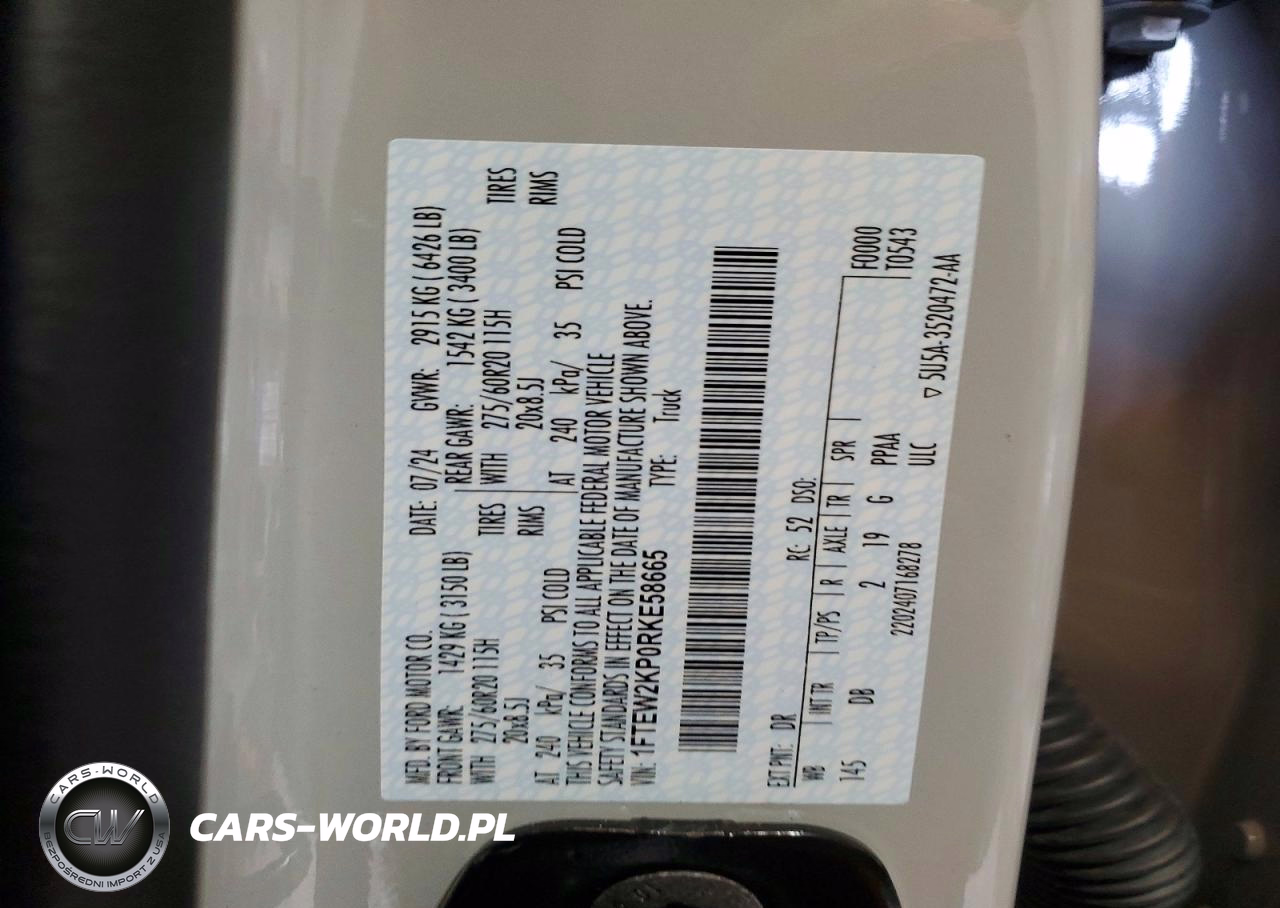 MFD. BY FORD MOTOR CO. DATE: 07/24 GVWR: 2915 KG ( 6426 LB)
FRONT GAWR: 1429 KG ( 3150 LB) REAR GAWR: 1542 KG ( 3400 LB)
WITH 275/60R20 115H TIRES WITH 275/60R20 115H TIRES
20x8.5J RIMS 20x8.5J RIMS
AT 240 kPa/ 35 PSI COLD AT 240 kPa/ 35 PSI COLD
THIS VEHICLE CONFORMS TO ALL APPLICABLE FEDERAL MOTOR VEHICLE
SAFETY STANDARDS IN EFFECT ON THE DATE OF MANUFACTURE SHOWN ABOVE.
VIN: 1FTEW2KP0RKE58665 TYPE: Truck
EXT PNT: DR RC: 52 DSO:
WB INT TR TP/PS R AXLE TR SPR F0000
145 DB 2 19 G PPAA T0543
2202407168278 ULC ▽ 5U5A-3520472-AA
CARS-WORLD
CW
BEZPOŚREDNI IMPORT Z USA
CARS-WORLD.PL